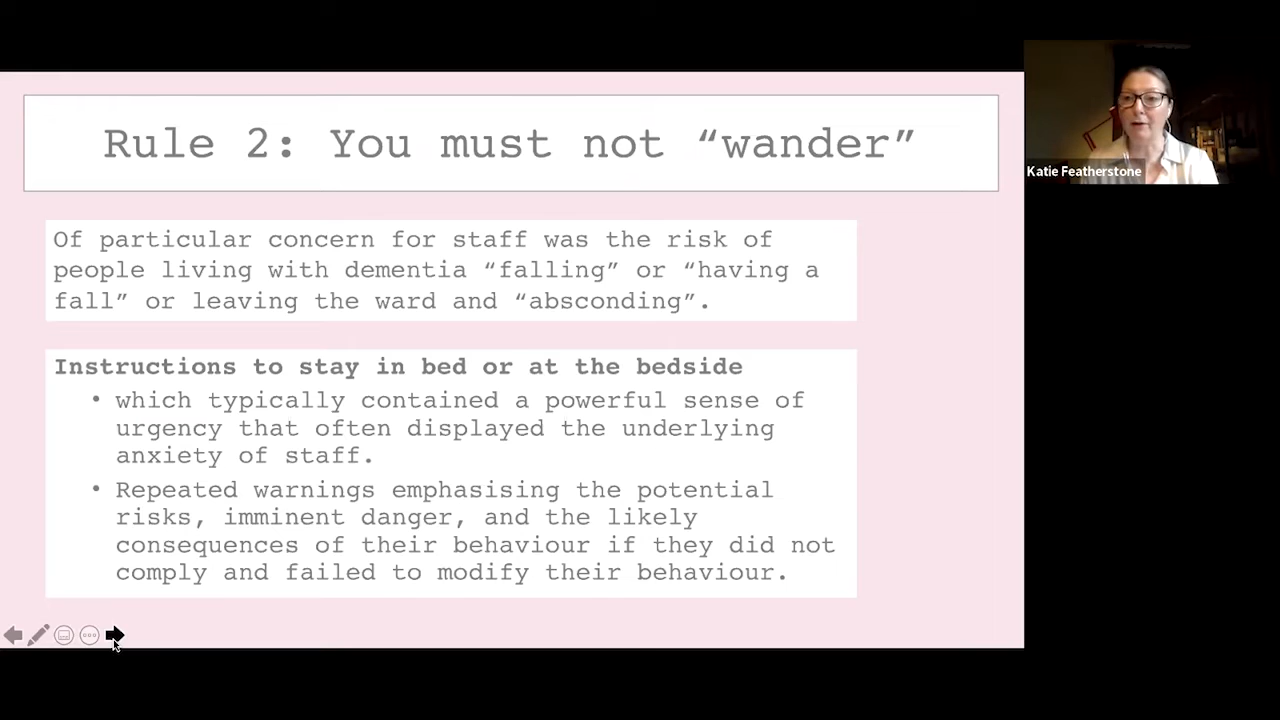 Rule 2: You must not “wander”
Of particular concern for staff was the risk of
people living with dementia “falling” or “having a
fall” or leaving the ward and “absconding”.
Instructions to stay in bed or at the bedside
• which typically contained a powerful sense of
urgency that often displayed the underlying
anxiety of staff.
• Repeated warnings emphasising the potential
risks, imminent danger, and the likely
consequences of their behaviour if they did not
comply and failed to modify their behaviour.
Katie Featherstone